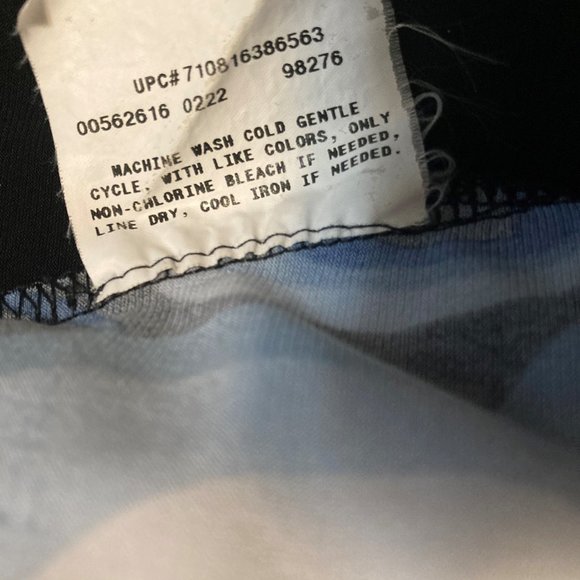 UPC#710816386563
00562616 0222 98276
MACHINE WASH COLD GENTLE
CYCLE, WITH LIKE COLORS, ONLY
NON-CHLORINE BLEACH IF NEEDED,
LINE DRY, COOL IRON IF NEEDED.